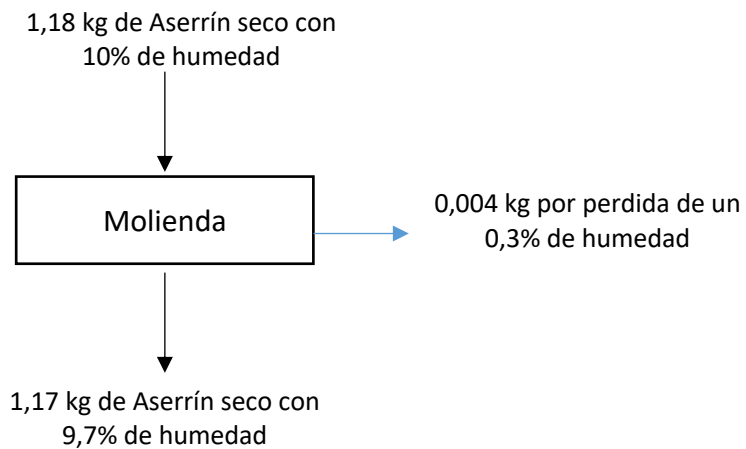 1,18 kg de Aserrín seco con
10% de humedad
Molienda
0,004 kg por perdida de un
0,3% de humedad
1,17 kg de Aserrín seco con
9,7% de humedad